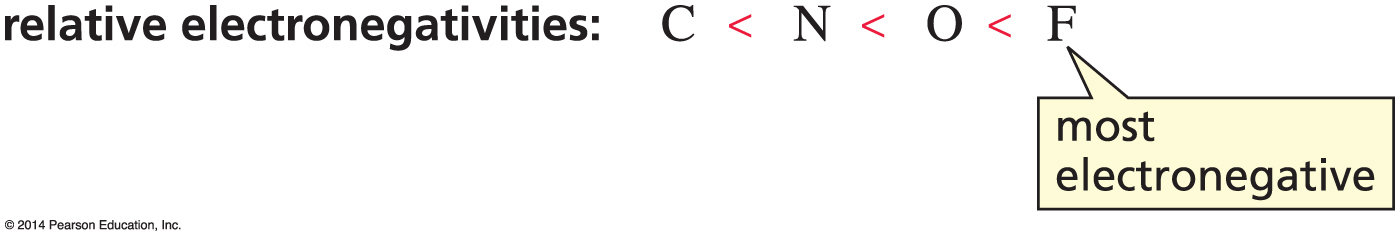 relative electronegativities: C < N < O < F
most
electronegative
© 2014 Pearson Education, Inc.